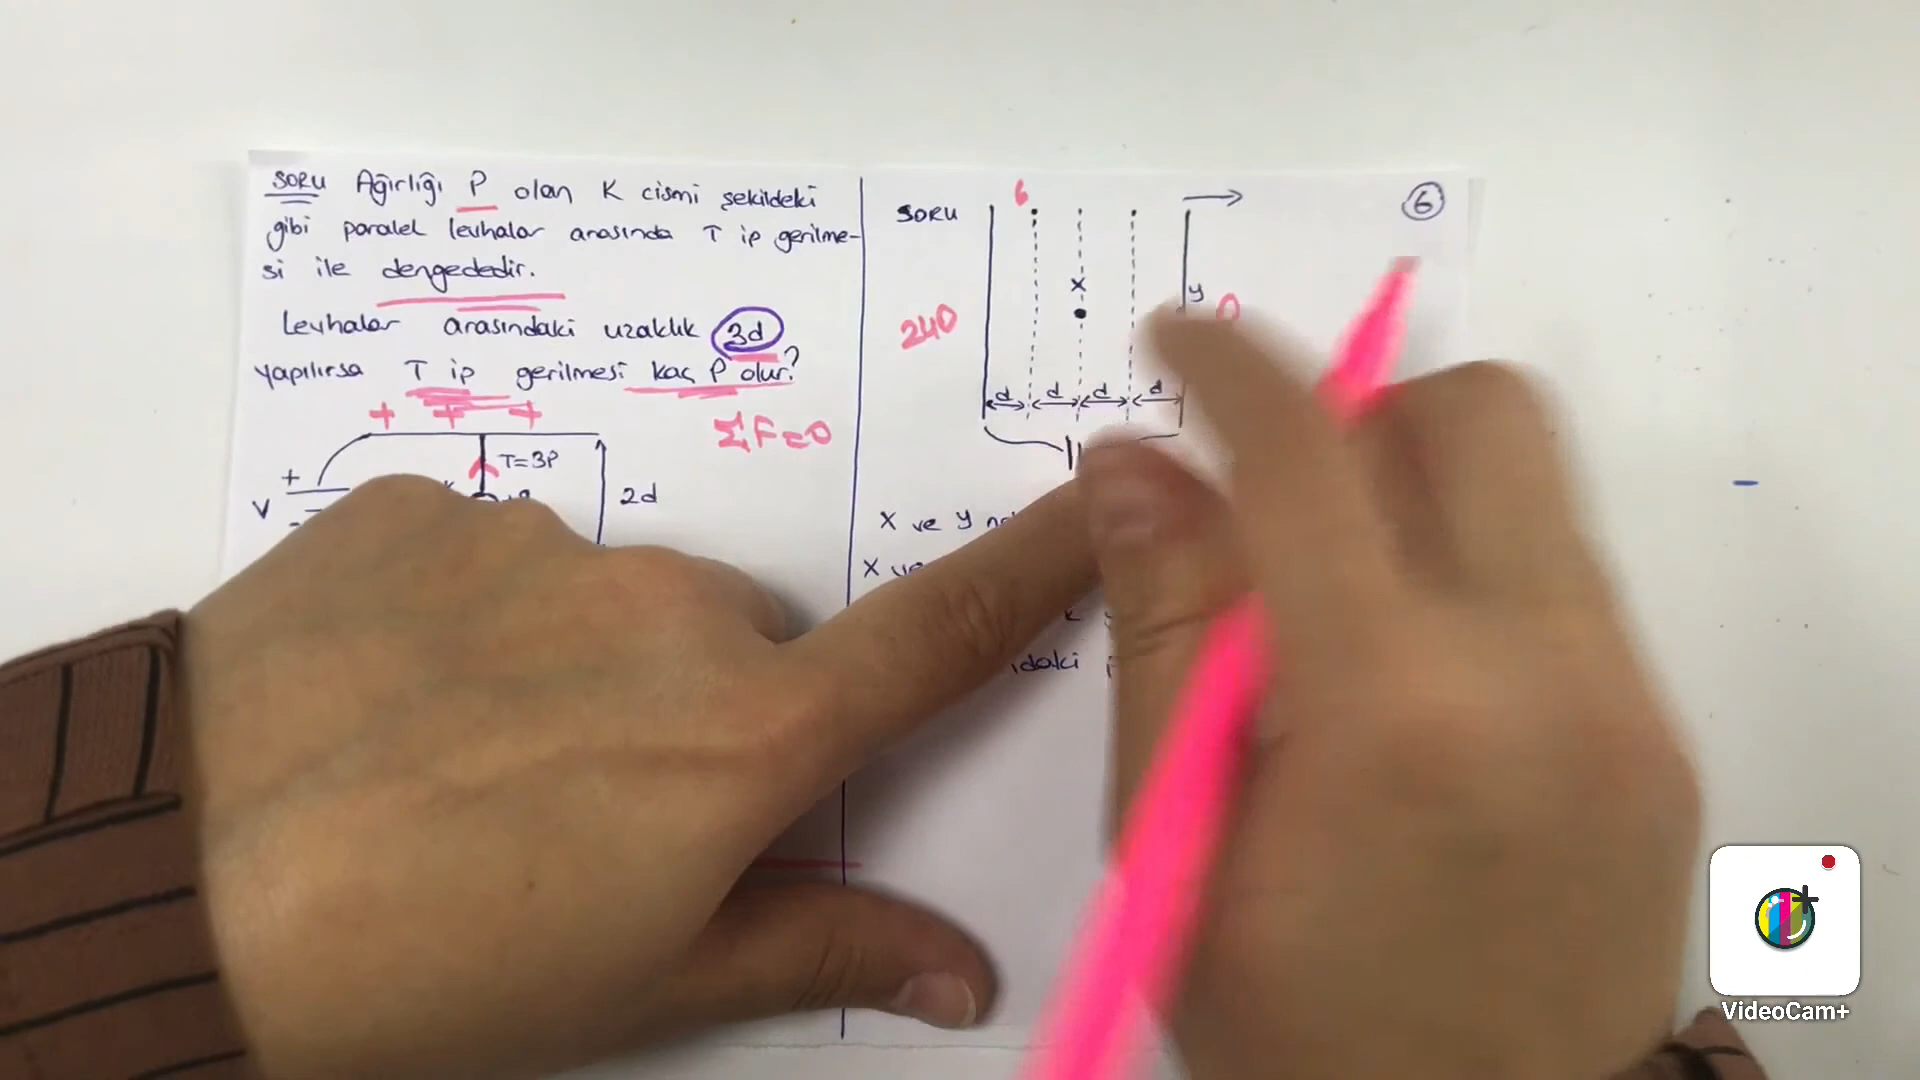 SORU Ağırlığı P olan K cismi şekildeki
gibi paralel levhalar arasında T ip gerilme-
si ile dengededir.
Levhalar arasındaki uzaklık 3d
yapılırsa T ip gerilmesi kaç P olur?
+ + +
ΣF=0
T=3P
+
V
-
2d
SORU
6
6
x
y
240
0
d d d d
X ve y
X
VideoCam+